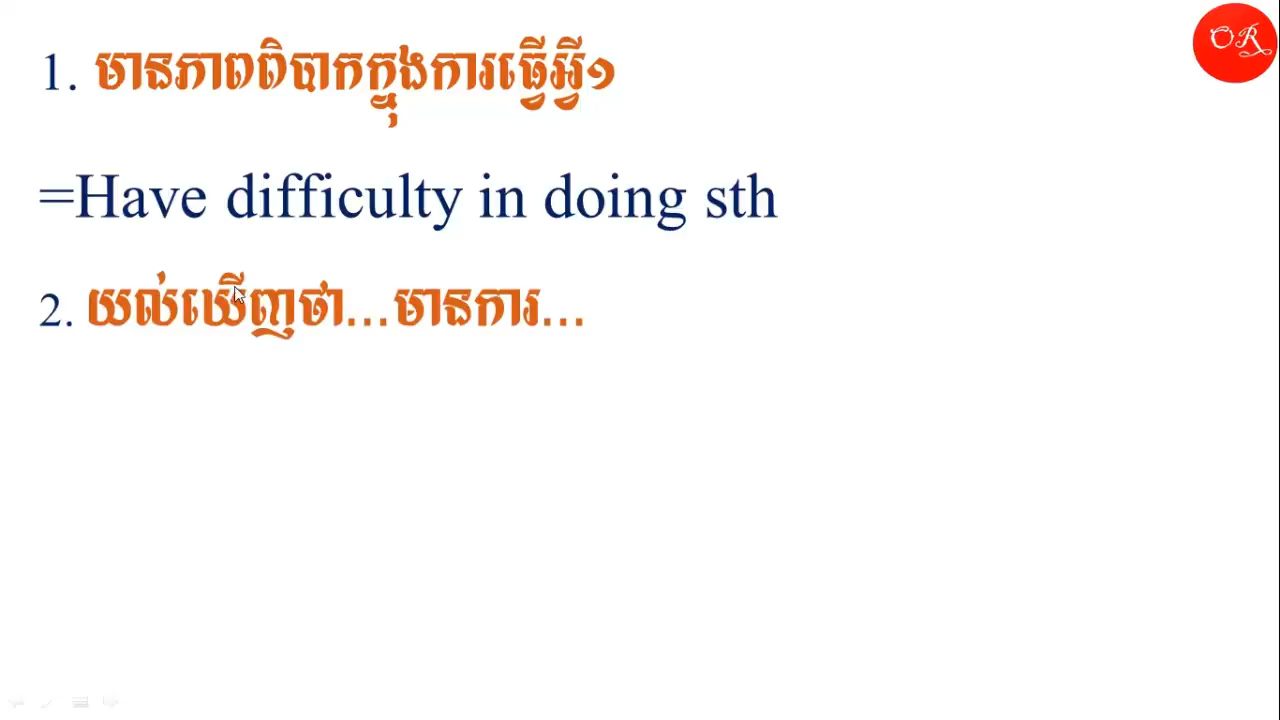 OR
1. មានភាពពិបាកក្នុងការធ្វើអ្វី១
=Have difficulty in doing sth
2. យល់ឃើញថា...មានការ...